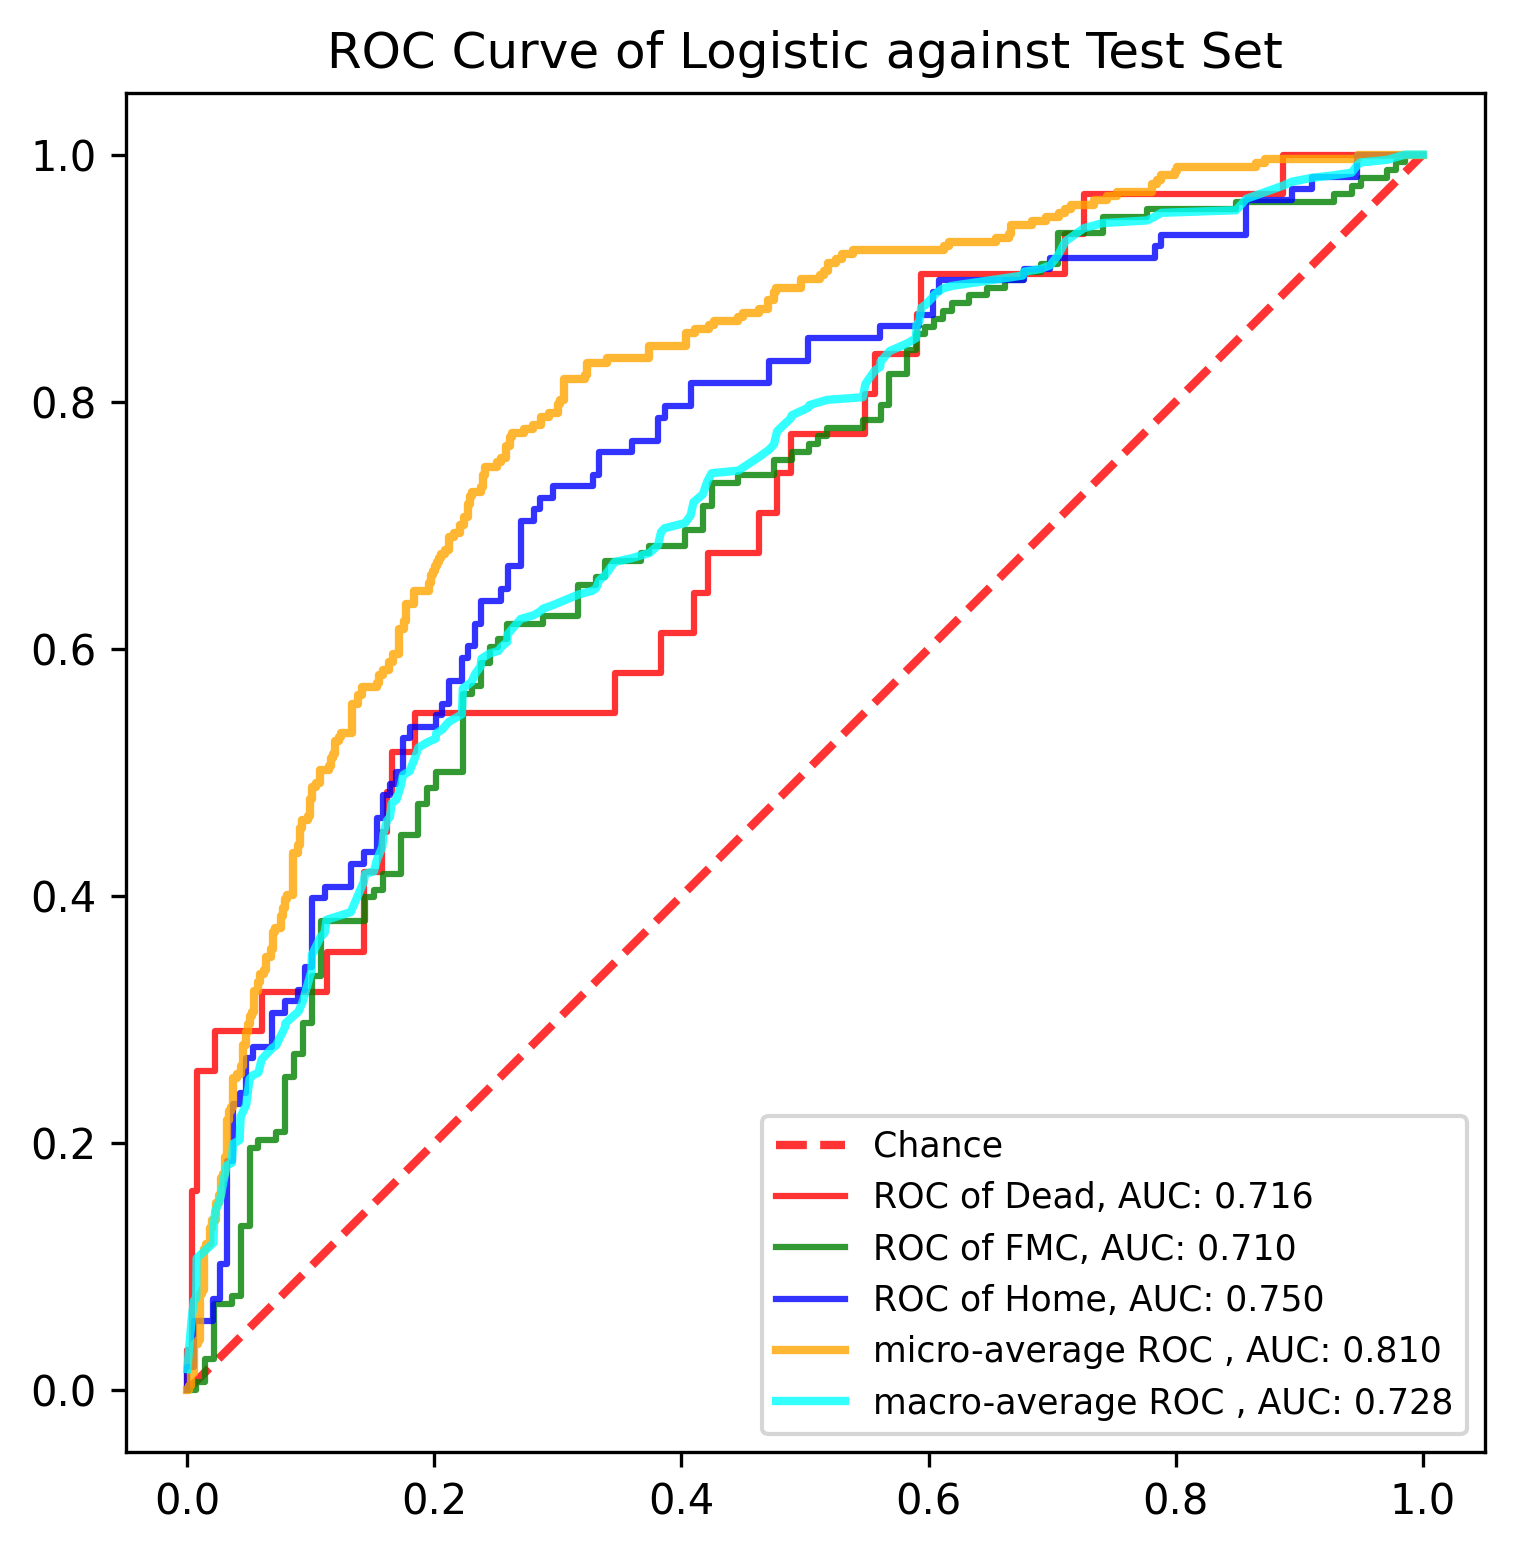 ROC Curve of Logistic against Test Set
1.0
0.8
0.6
0.4
0.2
0.0
Chance
ROC of Dead, AUC: 0.716
ROC of FMC, AUC: 0.710
ROC of Home, AUC: 0.750
micro-average ROC , AUC: 0.810
macro-average ROC , AUC: 0.728
0.0 0.2 0.4 0.6 0.8 1.0